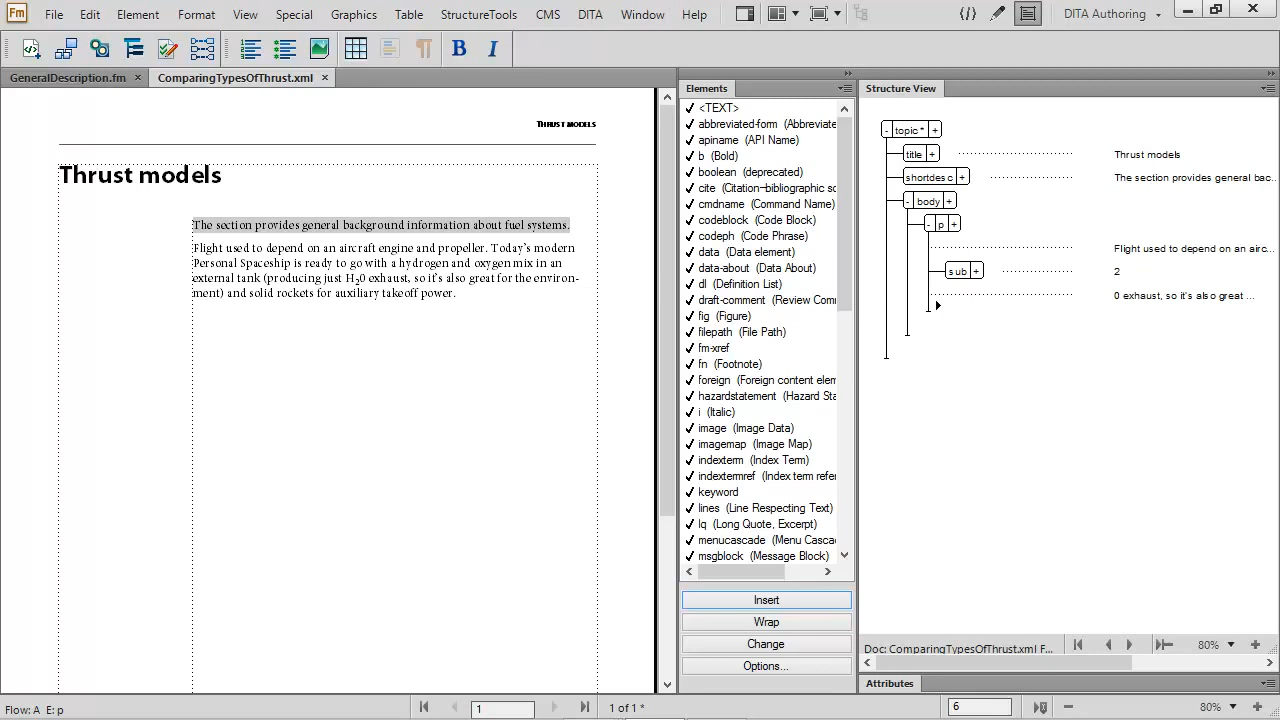 Fm File Edit Element Format View Special Graphics Table StructureTools CMS DITA Window Help DITA Authoring
B I
GeneralDescription.fm × ComparingTypesOfThrust.xml ×
THRUST MODELS
Thrust models
The section provides general background information about fuel systems.
Flight used to depend on an aircraft engine and propeller. Today's modern
Personal Spaceship is ready to go with a hydrogen and oxygen mix in an
external tank (producing just H20 exhaust, so it's also great for the environ-
ment) and solid rockets for auxiliary takeoff power.
Elements
<TEXT>
abbreviated-form (Abbreviate
apiname (API Name)
b (Bold)
boolean (deprecated)
cite (Citation-bibliographic so
cmdname (Command Name)
codeblock (Code Block)
codeph (Code Phrase)
data (Data element)
data-about (Data About)
dl (Definition List)
draft-comment (Review Com
fig (Figure)
filepath (File Path)
fm-xref
fn (Footnote)
foreign (Foreign content elem
hazardstatement (Hazard Sta
i (Italic)
image (Image Data)
imagemap (Image Map)
indexterm (Index Term)
indextermref (Index term refer
keyword
lines (Line Respecting Text)
lq (Long Quote, Excerpt)
menucascade (Menu Casca
msgblock (Message Block)
Insert
Wrap
Change
Options...
Structure View
- topic * +
title + Thrust models
shortdesc + The section provides general bac...
- body +
- p +
Flight used to depend on an airc...
sub + 2
0 exhaust, so it's also great ...
Doc: ComparingTypesOfThrust.xml F... 80%
Attributes
Flow: A E: p 1 1 of 1 * 6 80%